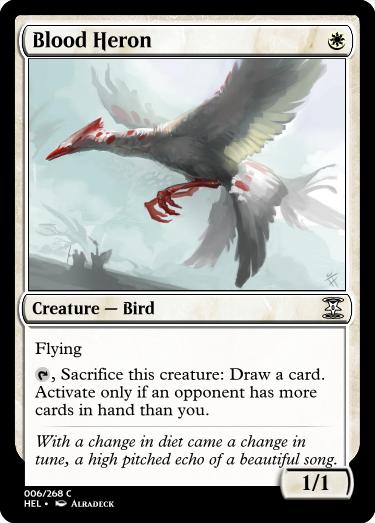 Blood Heron
Creature — Bird
Flying
, Sacrifice this creature: Draw a card.
Activate only if an opponent has more
cards in hand than you.
With a change in diet came a change in
tune, a high pitched echo of a beautiful song.
1/1
006/268 C
HEL • Alradeck